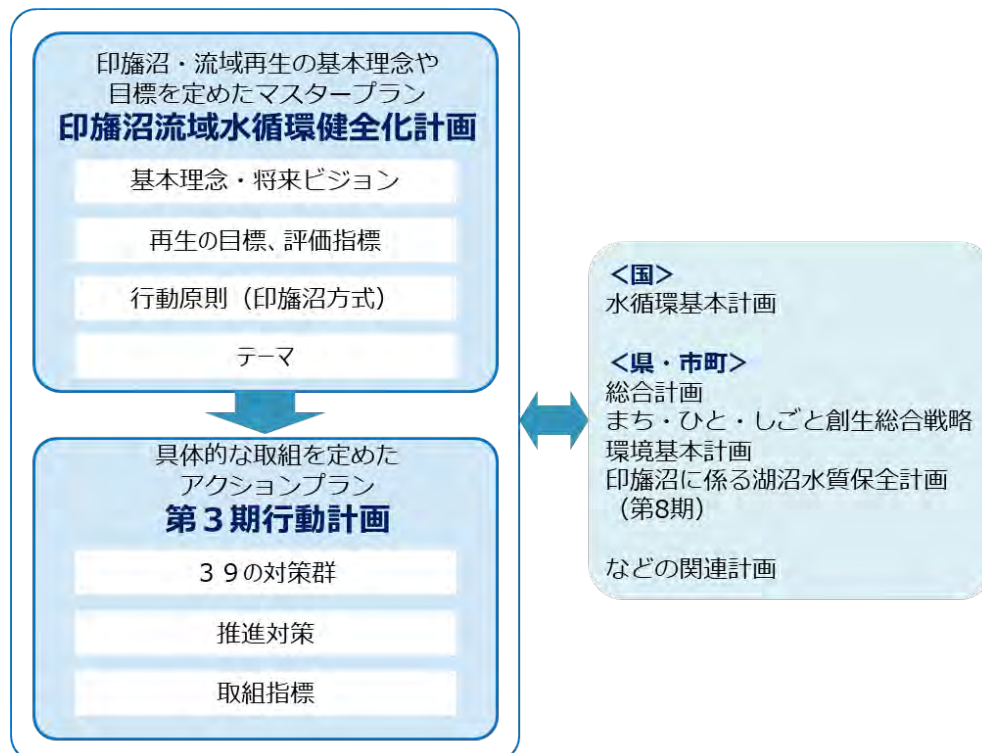 印旛沼・流域再生の基本理念や
目標を定めたマスタープラン
印旛沼流域水循環健全化計画
基本理念・将来ビジョン
再生の目標、評価指標
行動原則（印旛沼方式）
テーマ
具体的な取組を定めた
アクションプラン
第３期行動計画
３９の対策群
推進対策
取組指標
＜国＞
水循環基本計画
＜県・市町＞
総合計画
まち・ひと・しごと創生総合戦略
環境基本計画
印旛沼に係る湖沼水質保全計画
（第8期）
などの関連計画